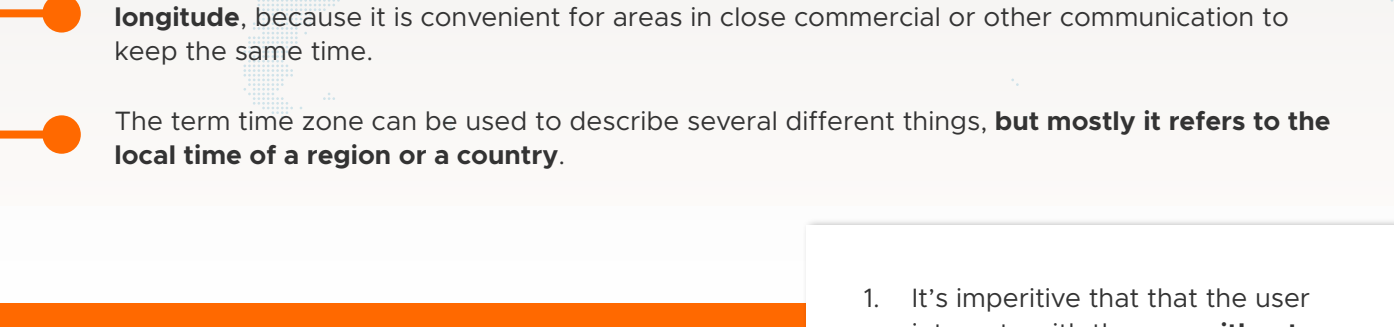 longitude, because it is convenient for areas in close commercial or other communication to
keep the same time.
The term time zone can be used to describe several different things, but mostly it refers to the
local time of a region or a country.
1. It's imperitive that that the user